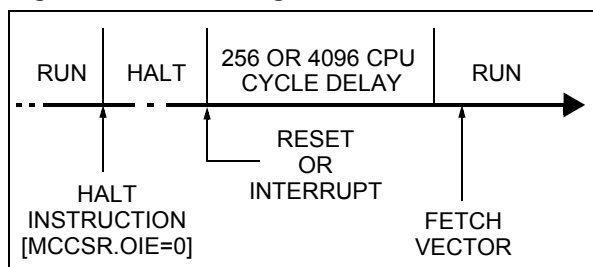 RUN
HALT
256 OR 4096 CPU
CYCLE DELAY
RUN
RESET
OR
INTERRUPT
HALT
INSTRUCTION
[MCCSR.OIE=0]
FETCH
VECTOR